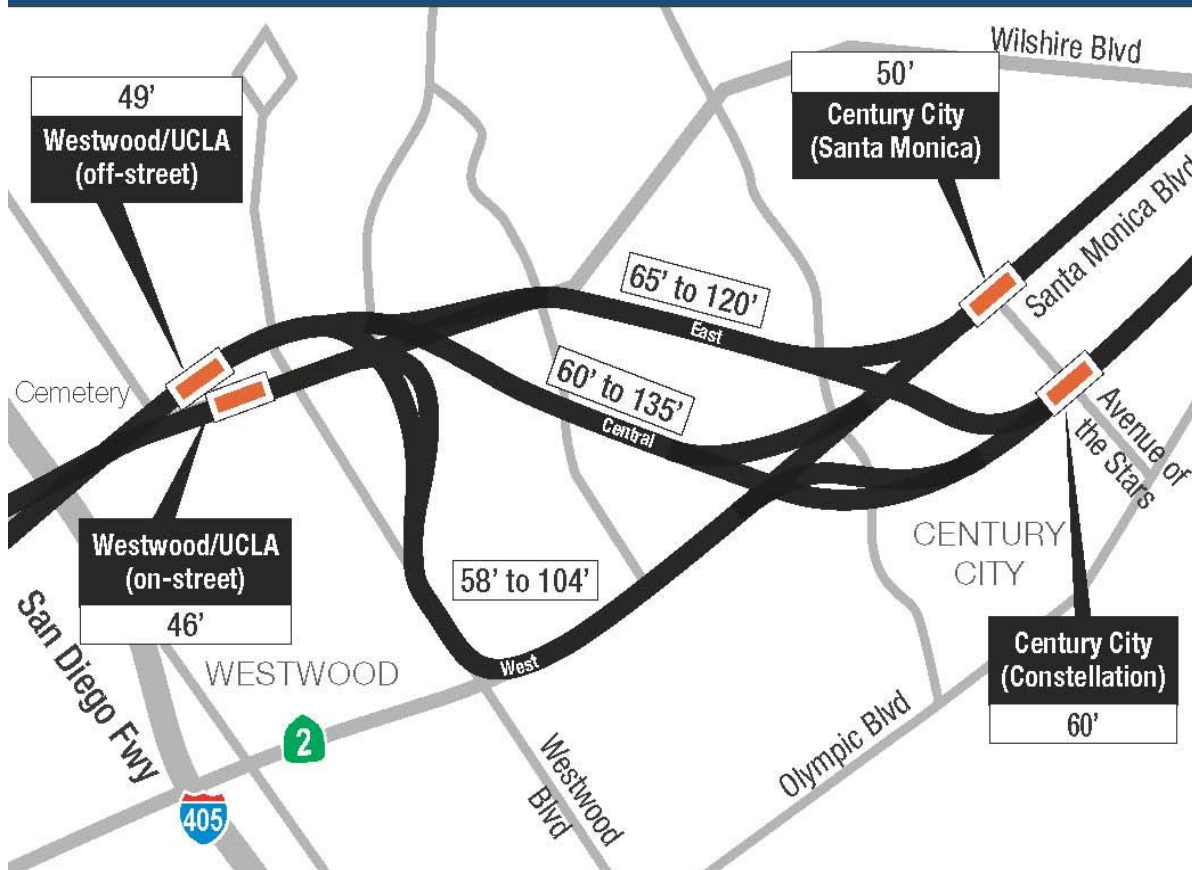 Wilshire Blvd
49’
Westwood/UCLA
(off-street)
50’
Century City
(Santa Monica)
Santa Monica Blvd
65’ to 120’
East
60’ to 135’
Central
Cemetery
Avenue of
the Stars
Westwood/UCLA
(on-street)
46’
58’ to 104’
West
CENTURY
CITY
San Diego Fwy
WESTWOOD
Century City
(Constellation)
60’
2
405
Westwood
Blvd
Olympic Blvd